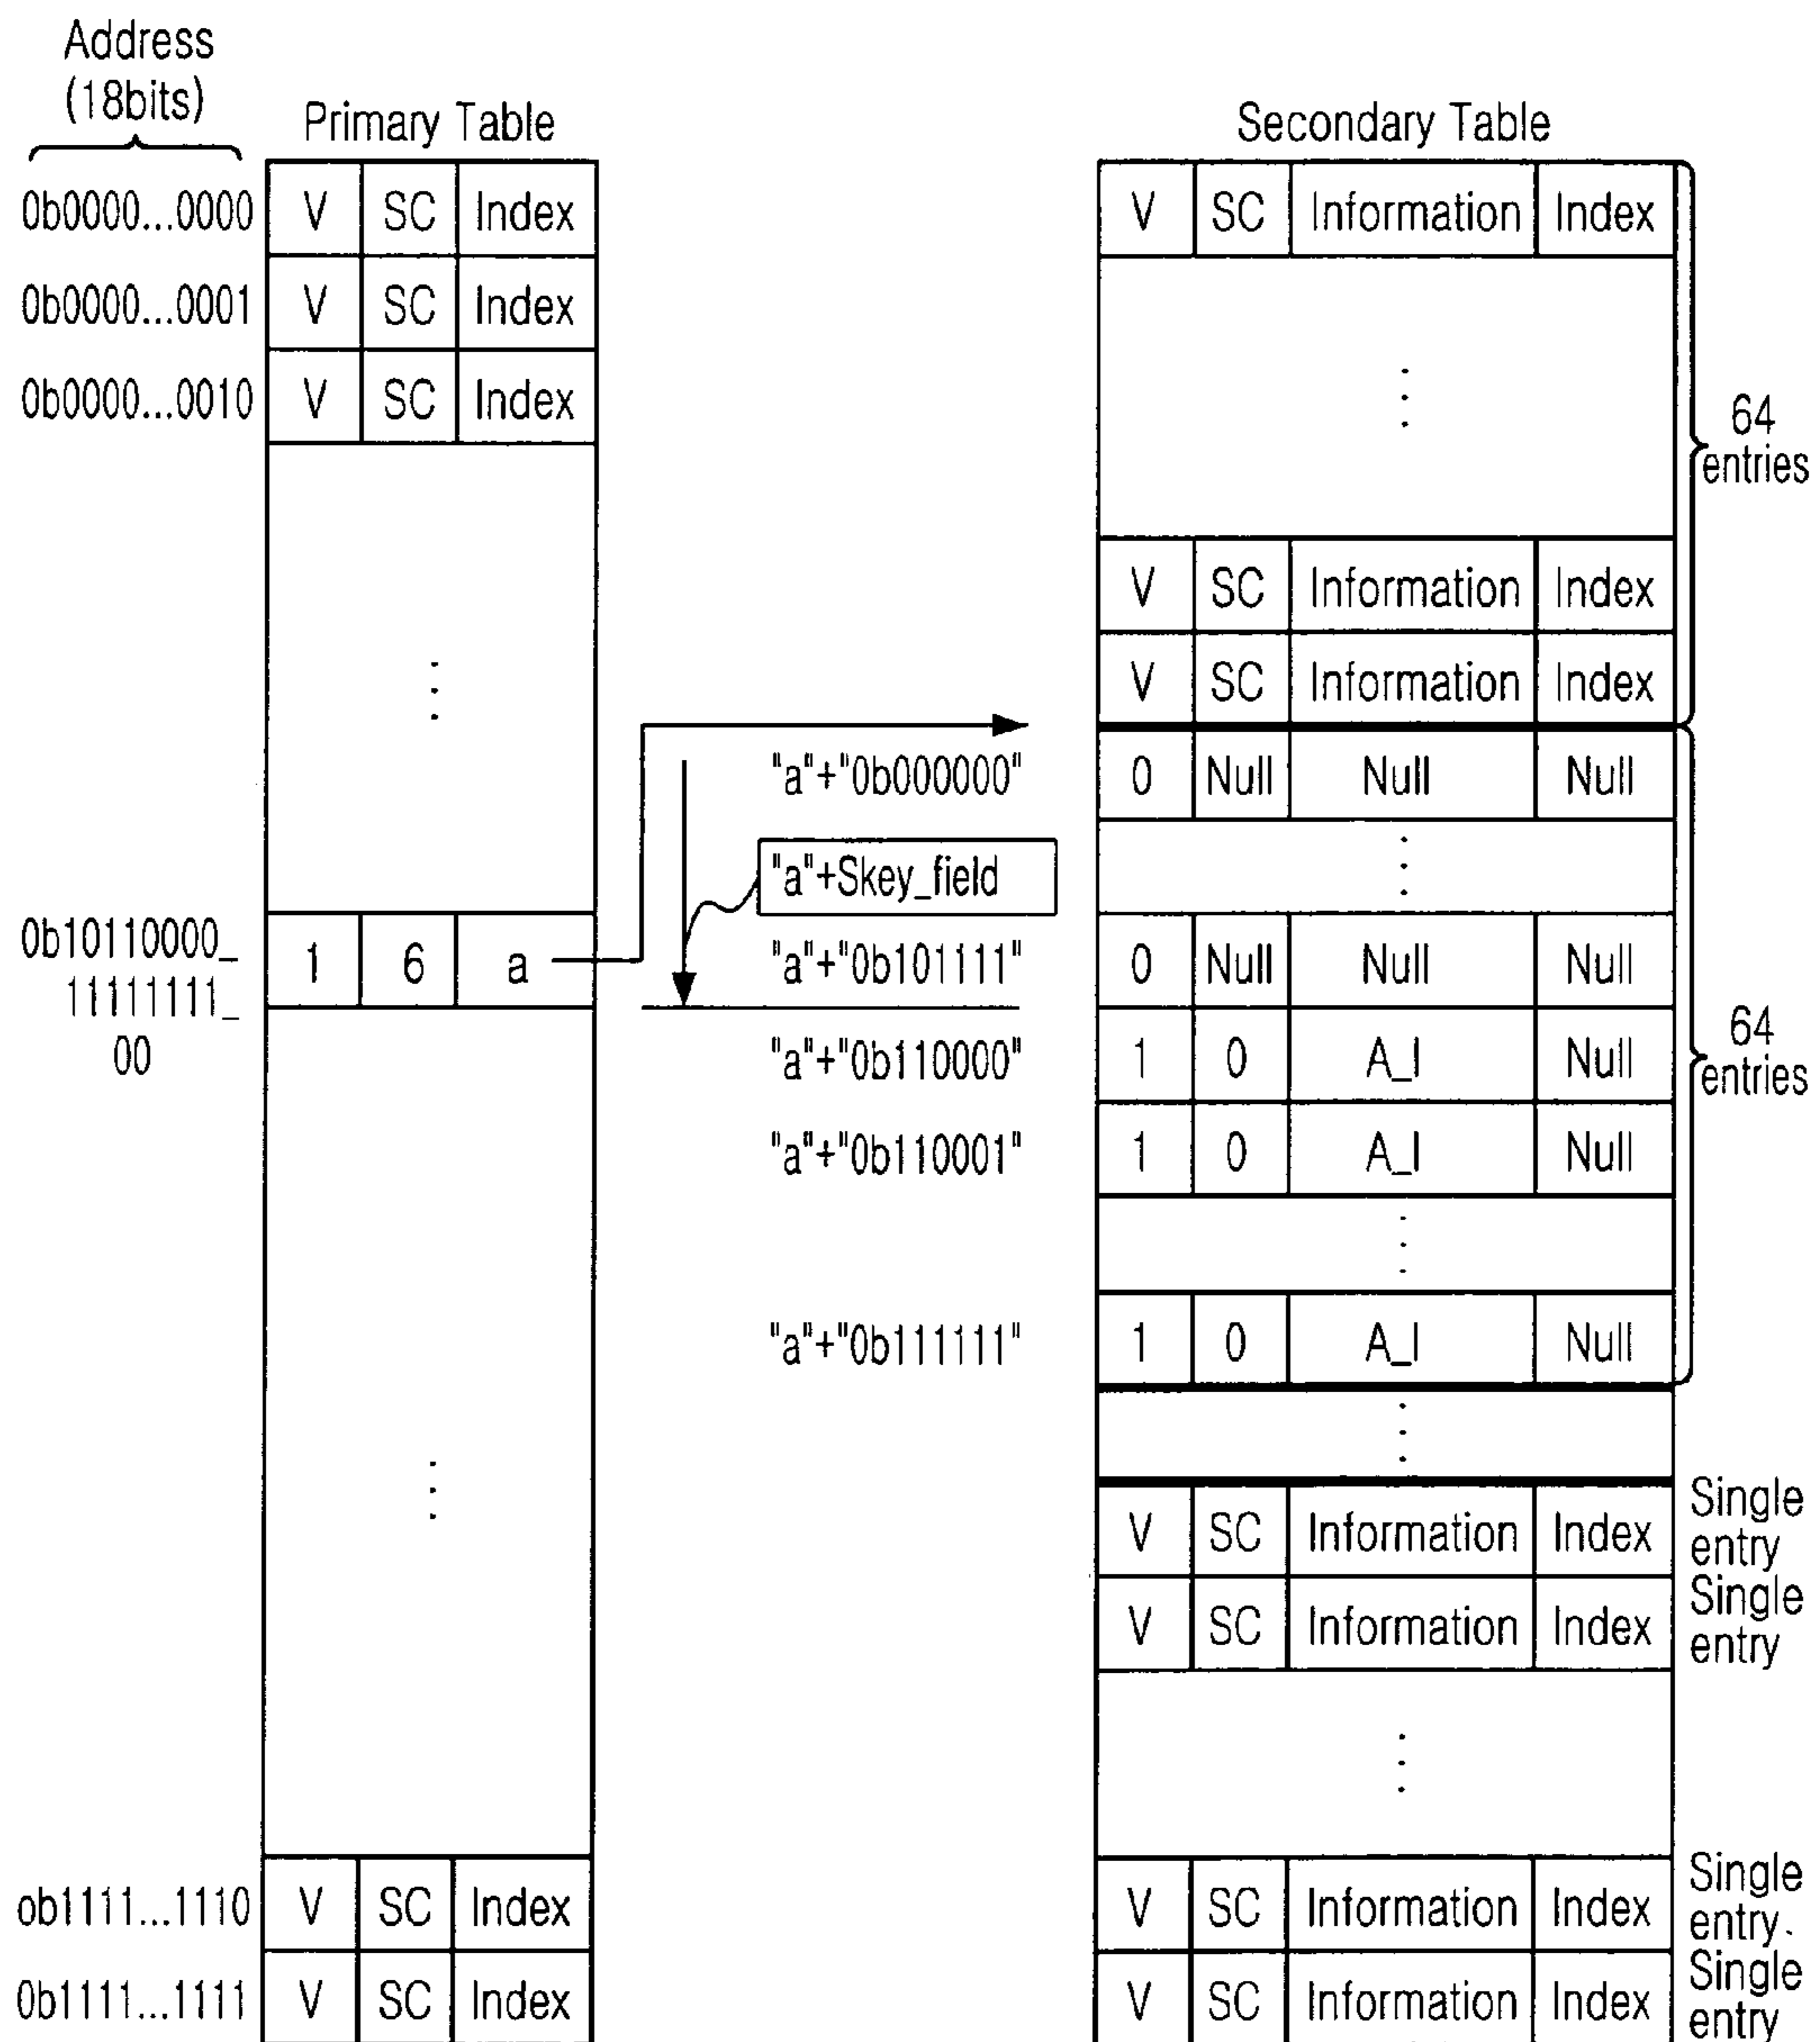 Address
(18bits)
Primary Table
Secondary Table
0b0000...0000 V SC Index
V SC Information Index
0b0000...0001 V SC Index
0b0000...0010 V SC Index
64
entries
V SC Information Index
V SC Information Index
"a"+"0b000000" 0 Null Null Null
"a"+Skey_field
0b10110000_
11111111_
00
1 6 a
"a"+"0b101111" 0 Null Null Null
"a"+"0b110000" 1 0 A_I Null
64
entries
"a"+"0b110001" 1 0 A_I Null
"a"+"0b111111" 1 0 A_I Null
V SC Information Index
Single
entry
V SC Information Index
Single
entry
ob1111...1110 V SC Index
V SC Information Index
Single
entry
0b1111...1111 V SC Index
V SC Information Index
Single
entry